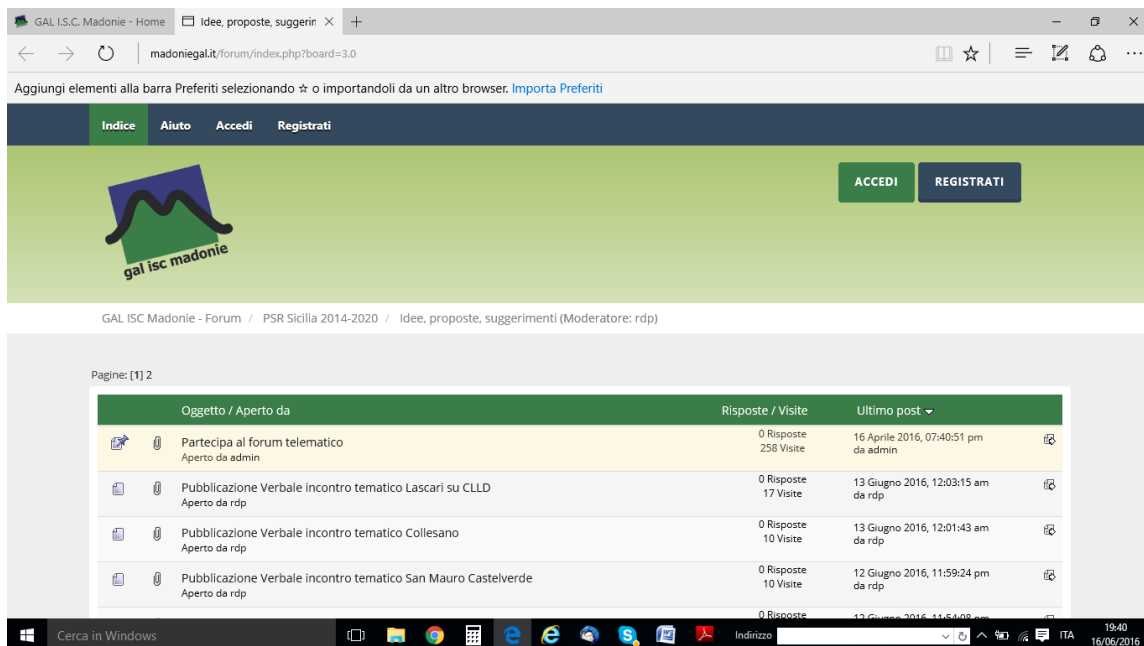 GAL I.S.C. Madonie - Home
Idee, proposte, suggerin
madoniegal.it/forum/index.php?board=3.0
Aggiungi elementi alla barra Preferiti selezionando ☆ o importandoli da un altro browser. Importa Preferiti
Indice Aiuto Accedi Registrati
gal isc madonie
ACCEDI REGISTRATI
GAL ISC Madonie - Forum / PSR Sicilia 2014-2020 / Idee, proposte, suggerimenti (Moderatore: rdp)
Pagine: [1] 2
Oggetto / Aperto da Risposte / Visite Ultimo post
Partecipa al forum telematico
Aperto da admin
0 Risposte
258 Visite
16 Aprile 2016, 07:40:51 pm
da admin
Pubblicazione Verbale incontro tematico Lascari su CLLD
Aperto da rdp
0 Risposte
17 Visite
13 Giugno 2016, 12:03:15 am
da rdp
Pubblicazione Verbale incontro tematico Collesano
Aperto da rdp
0 Risposte
10 Visite
13 Giugno 2016, 12:01:43 am
da rdp
Pubblicazione Verbale incontro tematico San Mauro Castelverde
Aperto da rdp
0 Risposte
10 Visite
12 Giugno 2016, 11:59:24 pm
da rdp
0 Risposte
12 Giugno 2016, 11:54:08 pm
Cerca in Windows
Indirizzo
ITA
19:40
16/06/2016